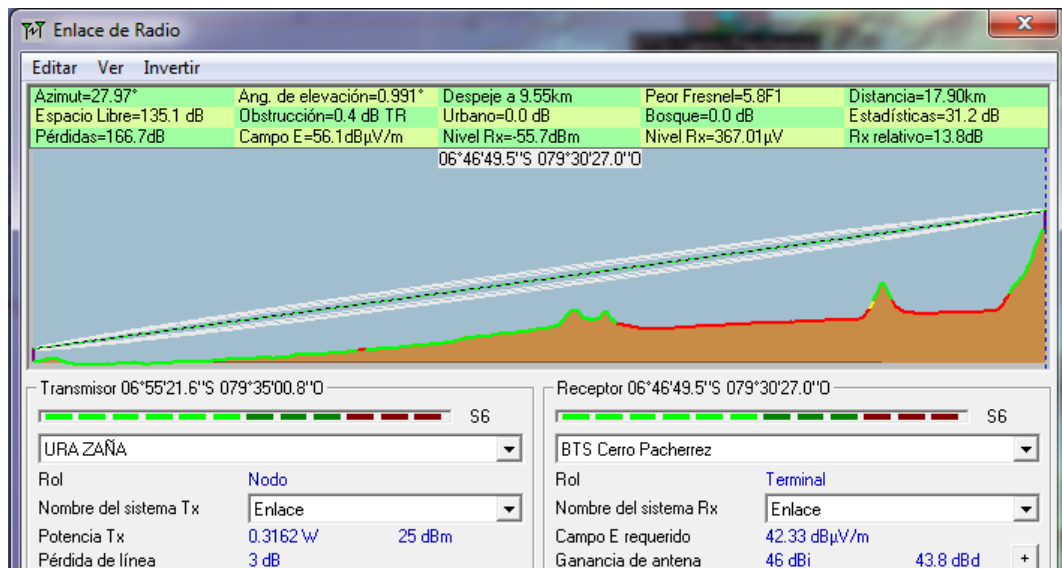 Enlace de Radio
Editar Ver Invertir
Azimut=27.97° Ang. de elevación=0.991° Despeje a 9.55km Peor Fresnel=5.8F1 Distancia=17.90km
Espacio Libre=135.1 dB Obstrucción=0.4 dB TR Urbano=0.0 dB Bosque=0.0 dB Estadísticas=31.2 dB
Pérdidas=166.7dB Campo E=56.1dBµV/m Nivel Rx=-55.7dBm Nivel Rx=367.01µV Rx relativo=13.8dB
06°46'49.5"S 079°30'27.0"O
Transmisor 06°55'21.6"S 079°35'00.8"O Receptor 06°46'49.5"S 079°30'27.0"O
S6 S6
URA ZAÑA BTS Cerro Pacherrez
Rol Nodo Rol Terminal
Nombre del sistema Tx Enlace Nombre del sistema Rx Enlace
Potencia Tx 0.3162 W 25 dBm Campo E requerido 42.33 dBµV/m
Pérdida de línea 3 dB Ganancia de antena 46 dBi 43.8 dBd +